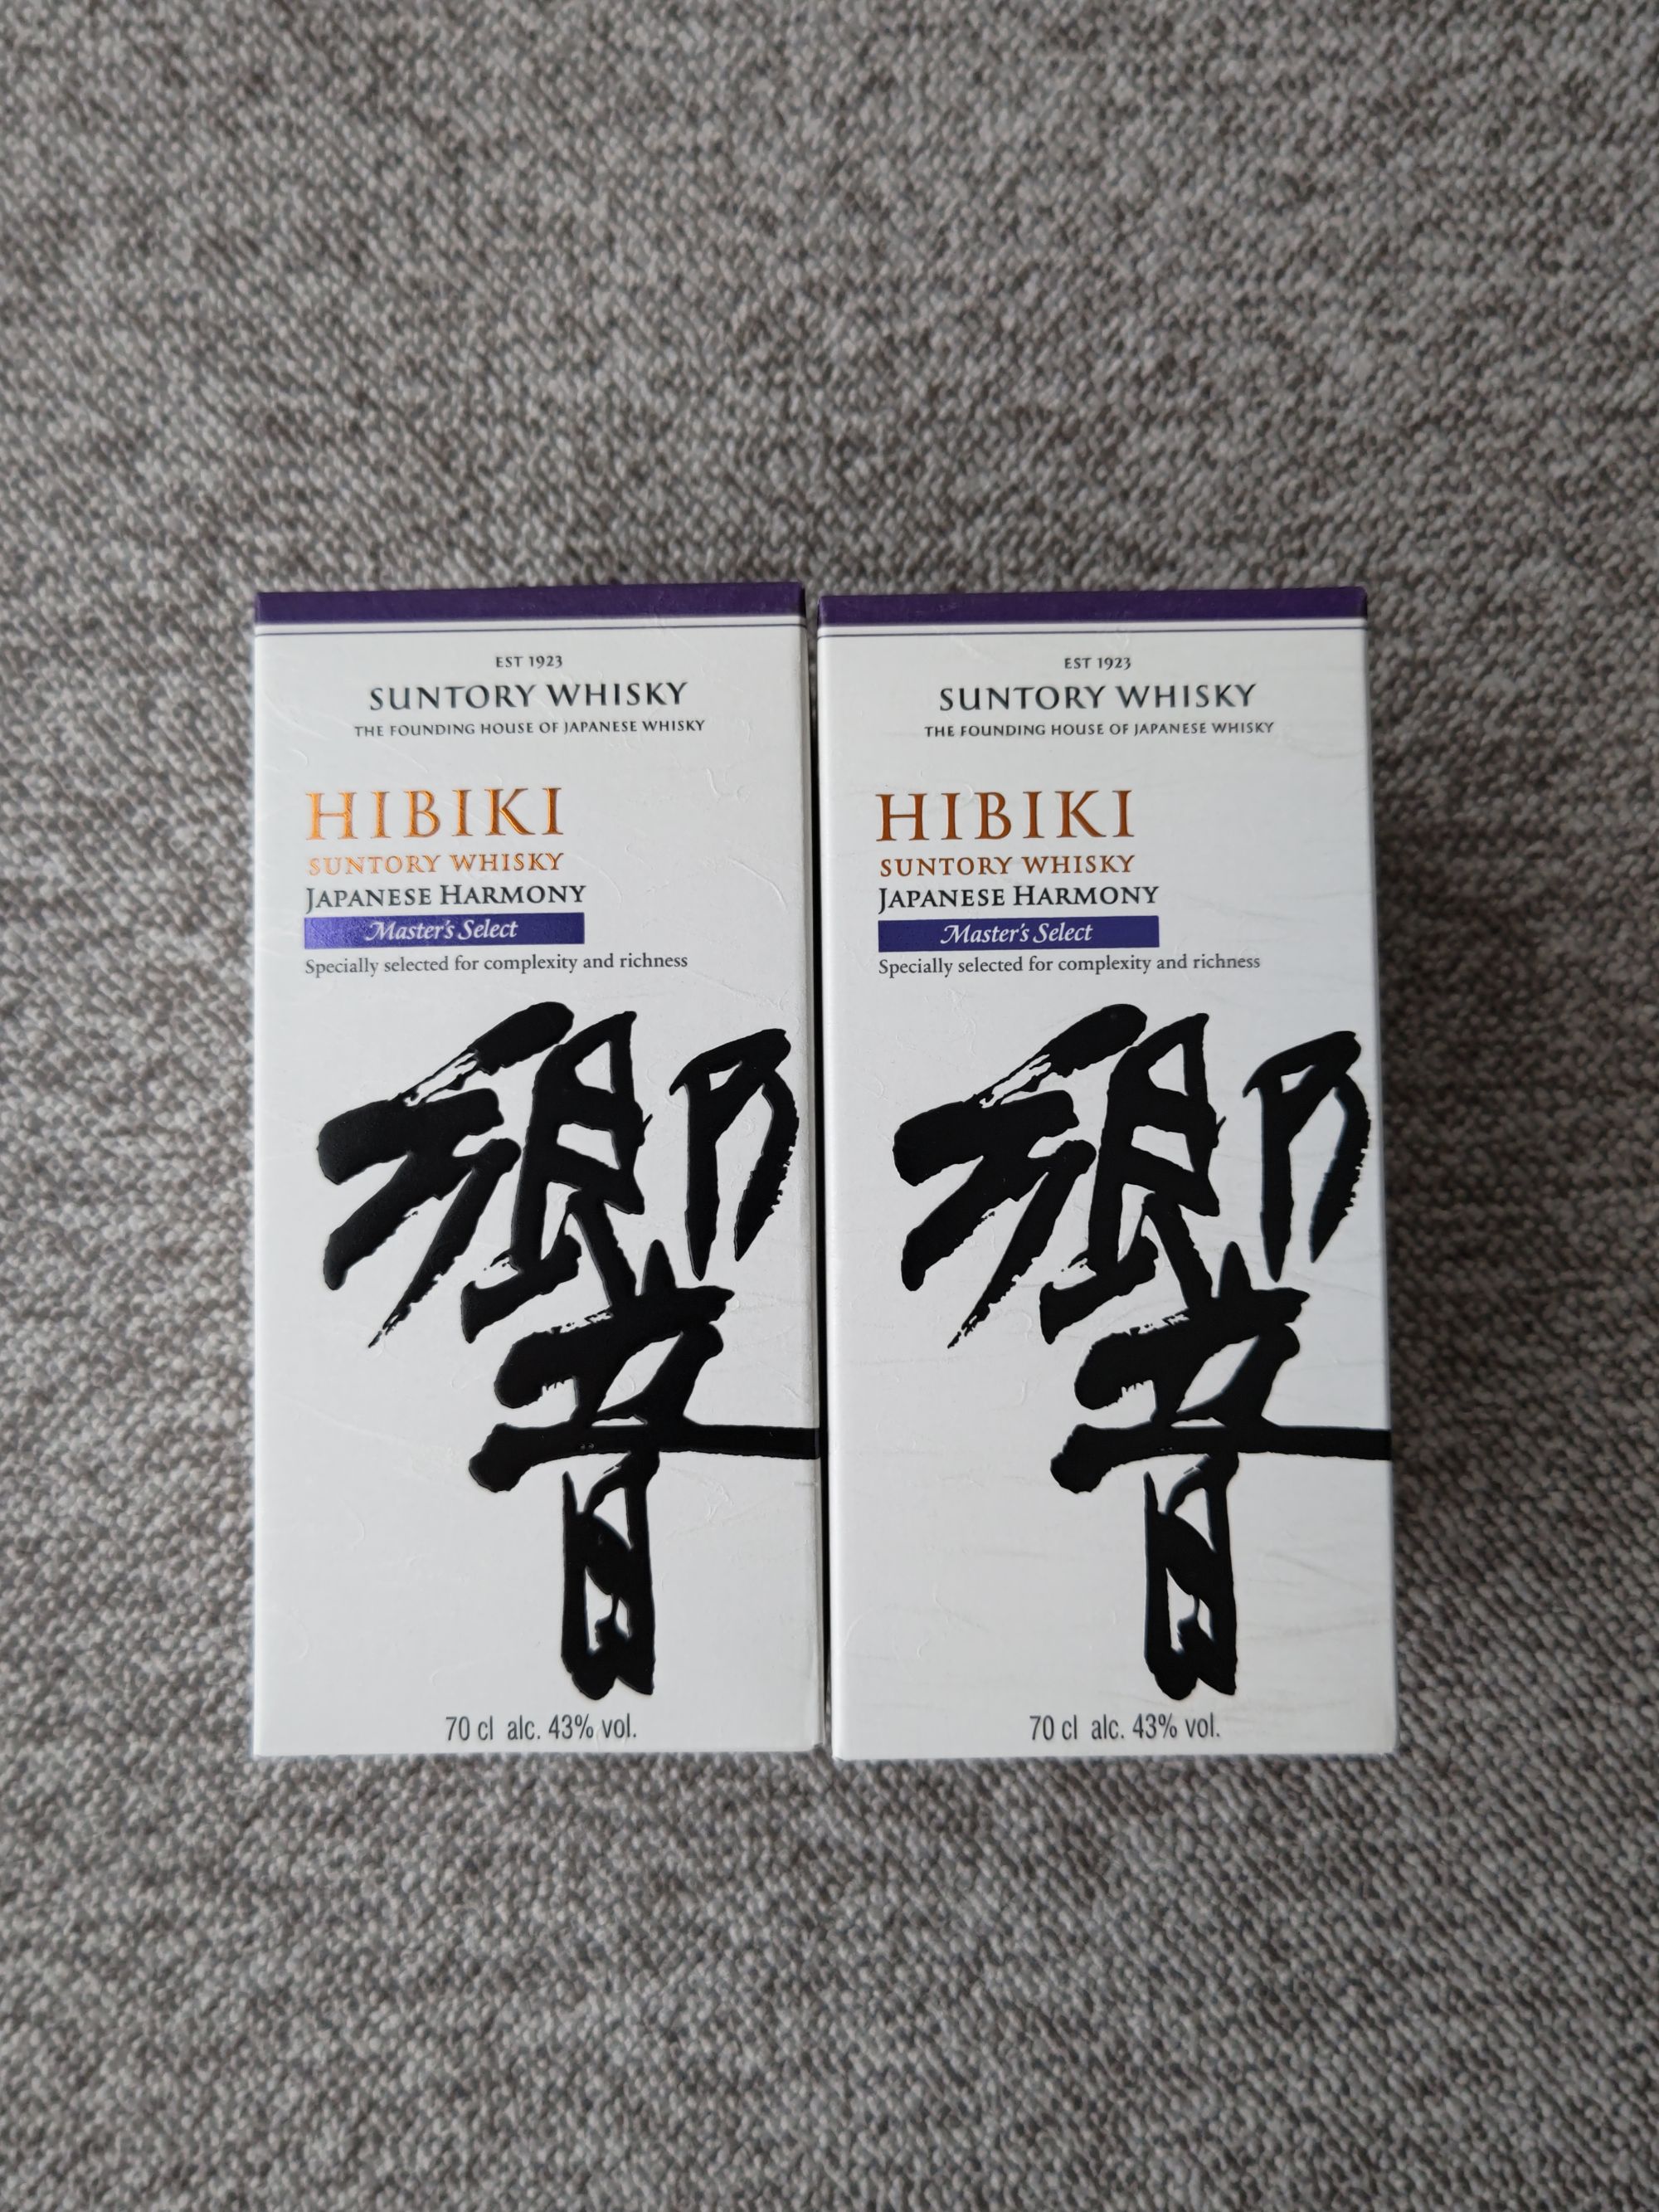 EST 1923
SUNTORY WHISKY
THE FOUNDING HOUSE OF JAPANESE WHISKY
HIBIKI
SUNTORY WHISKY
JAPANESE HARMONY
Master's Select
Specially selected for complexity and richness
響
70 cl alc. 43% vol.
EST 1923
SUNTORY WHISKY
THE FOUNDING HOUSE OF JAPANESE WHISKY
HIBIKI
SUNTORY WHISKY
JAPANESE HARMONY
Master's Select
Specially selected for complexity and richness
響
70 cl alc. 43% vol.